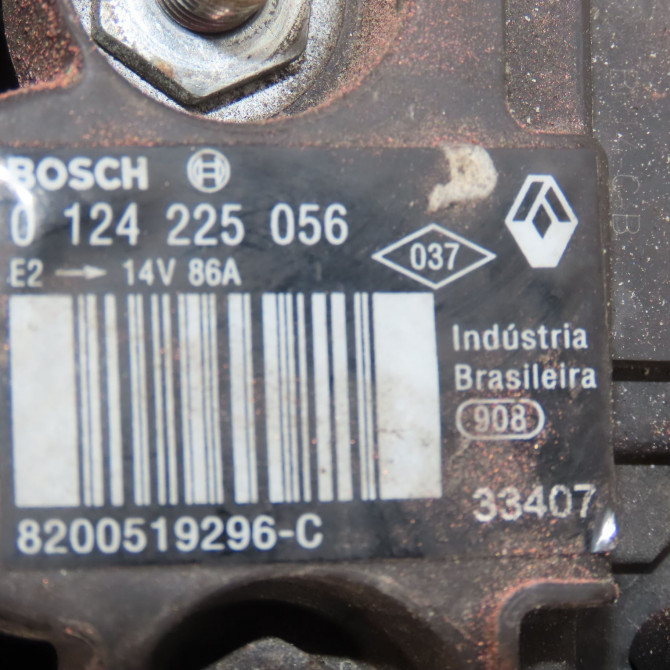 BOSCH
0 124 225 056
E2 → 14V 86A
037
Indústria
Brasileira
908
33407
8200519296-C